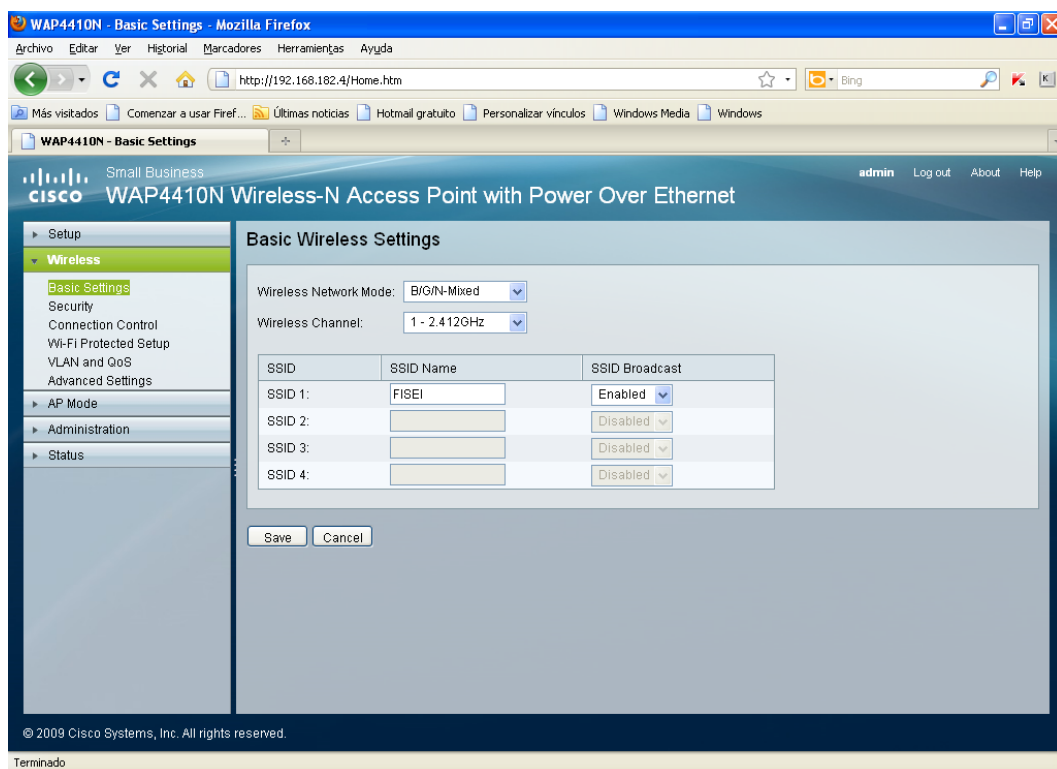 WAP4410N - Basic Settings - Mozilla Firefox
Archivo Editar Ver Historial Marcadores Herramientas Ayuda
http://192.168.182.4/Home.htm Bing K
Más visitados Comenzar a usar Firef... Últimas noticias Hotmail gratuito Personalizar vínculos Windows Media Windows
WAP4410N - Basic Settings
Small Business
CISCO WAP4410N Wireless-N Access Point with Power Over Ethernet
admin Log out About Help
Setup
Wireless
Basic Settings
Security
Connection Control
Wi-Fi Protected Setup
VLAN and QoS
Advanced Settings
AP Mode
Administration
Status
Basic Wireless Settings
Wireless Network Mode: B/G/N-Mixed
Wireless Channel: 1 - 2.412GHz
SSID SSID Name SSID Broadcast
SSID 1: FISEI Enabled
SSID 2: Disabled
SSID 3: Disabled
SSID 4: Disabled
Save Cancel
© 2009 Cisco Systems, Inc. All rights reserved.
Terminado